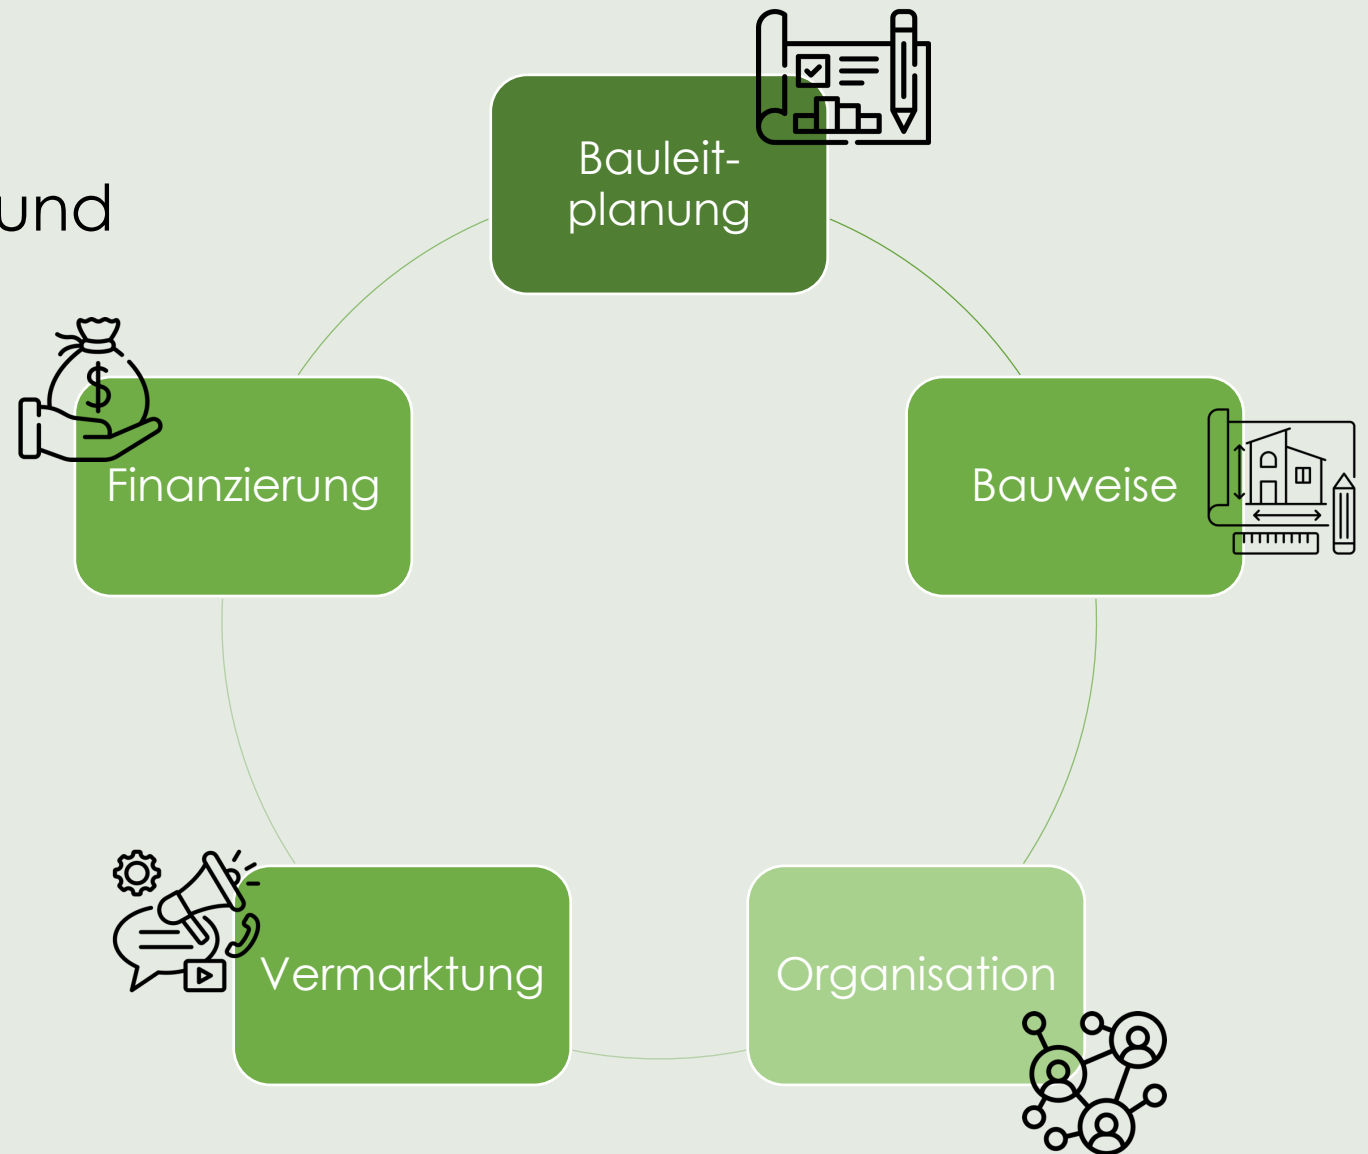 und
Bauleit-
planung
Finanzierung
Bauweise
Vermarktung
Organisation